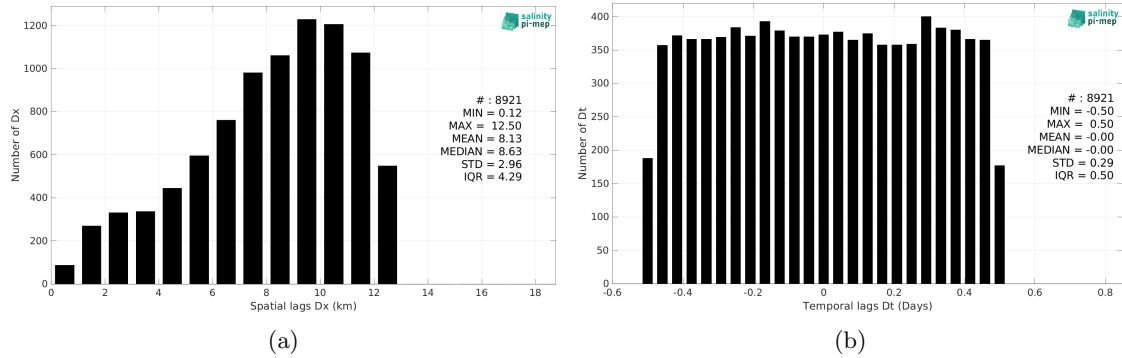 1200
1000
800
600
400
200
0
Number of Dx
0 2 4 6 8 10 12 14 16 18
Spatial lags Dx (km)
salinity
pi-mep
# : 8921
MIN = 0.12
MAX = 12.50
MEAN = 8.13
MEDIAN = 8.63
STD = 2.96
IQR = 4.29
(a)
400
350
300
250
200
150
100
50
0
Number of Dt
-0.6 -0.4 -0.2 0 0.2 0.4 0.6 0.8
Temporal lags Dt (Days)
salinity
pi-mep
# : 8921
MIN = -0.50
MAX = 0.50
MEAN = -0.00
MEDIAN = -0.00
STD = 0.29
IQR = 0.50
(b)